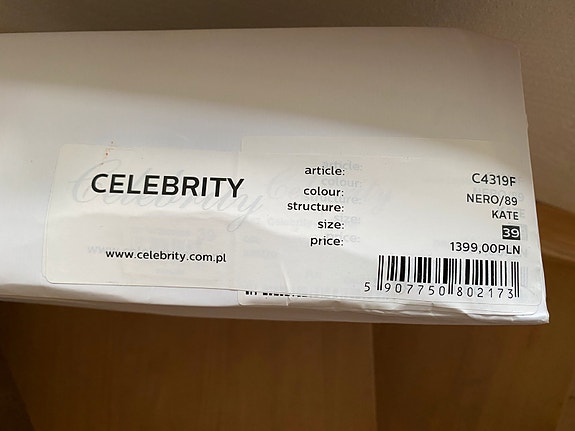 CELEBRITY
www.celebrity.com.pl
article: C4319F
colour: NERO/89
structure: KATE
size: 39
price: 1399,00PLN
5 907750 802173